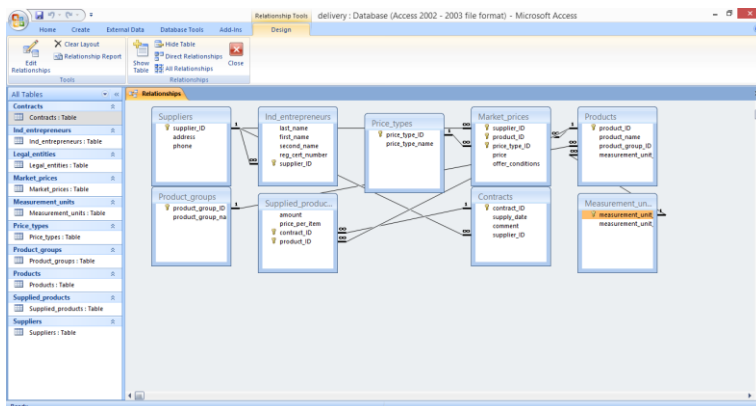 Relationship Tools
delivery : Database (Access 2002 - 2003 file format) - Microsoft Access
Home Create External Data Database Tools Add-Ins Design
Edit Relationships
Clear Layout
Relationship Report
Tools
Show Table
Hide Table
Direct Relationships
All Relationships
Close
Relationships
All Tables
Contracts
Contracts : Table
Ind_entrepreneurs
Ind_entrepreneurs : Table
Legal_entities
Legal_entities : Table
Market_prices
Market_prices : Table
Measurement_units
Measurement_units : Table
Price_types
Price_types : Table
Product_groups
Product_groups : Table
Products
Products : Table
Supplied_products
Supplied_products : Table
Suppliers
Suppliers : Table
Relationships
Suppliers
supplier_ID
address
phone
Ind_entrepreneurs
last_name
first_name
second_name
reg_cert_number
supplier_ID
Price_types
price_type_ID
price_type_name
Market_prices
supplier_ID
product_ID
price_type_ID
price
offer_conditions
Products
product_ID
product_name
product_group_ID
measurement_unit_
Product_groups
product_group_ID
product_group_na
Supplied_produc...
amount
price_per_item
contract_ID
product_ID
Contracts
contract_ID
supply_date
comment
supplier_ID
Measurement_un...
measurement_unit_
measurement_unit_
Ready